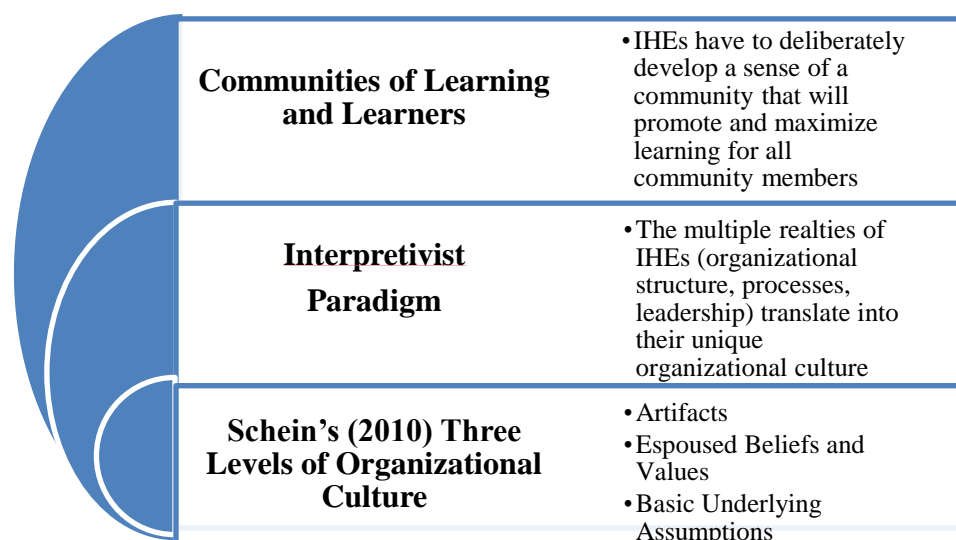 Communities of Learning
and Learners
•IHEs have to deliberately
develop a sense of a
community that will
promote and maximize
learning for all
community members
Interpretivist
Paradigm
•The multiple realties of
IHEs (organizational
structure, processes,
leadership) translate into
their unique
organizational culture
Schein’s (2010) Three
Levels of Organizational
Culture
•Artifacts
•Espoused Beliefs and
Values
•Basic Underlying
Assumptions